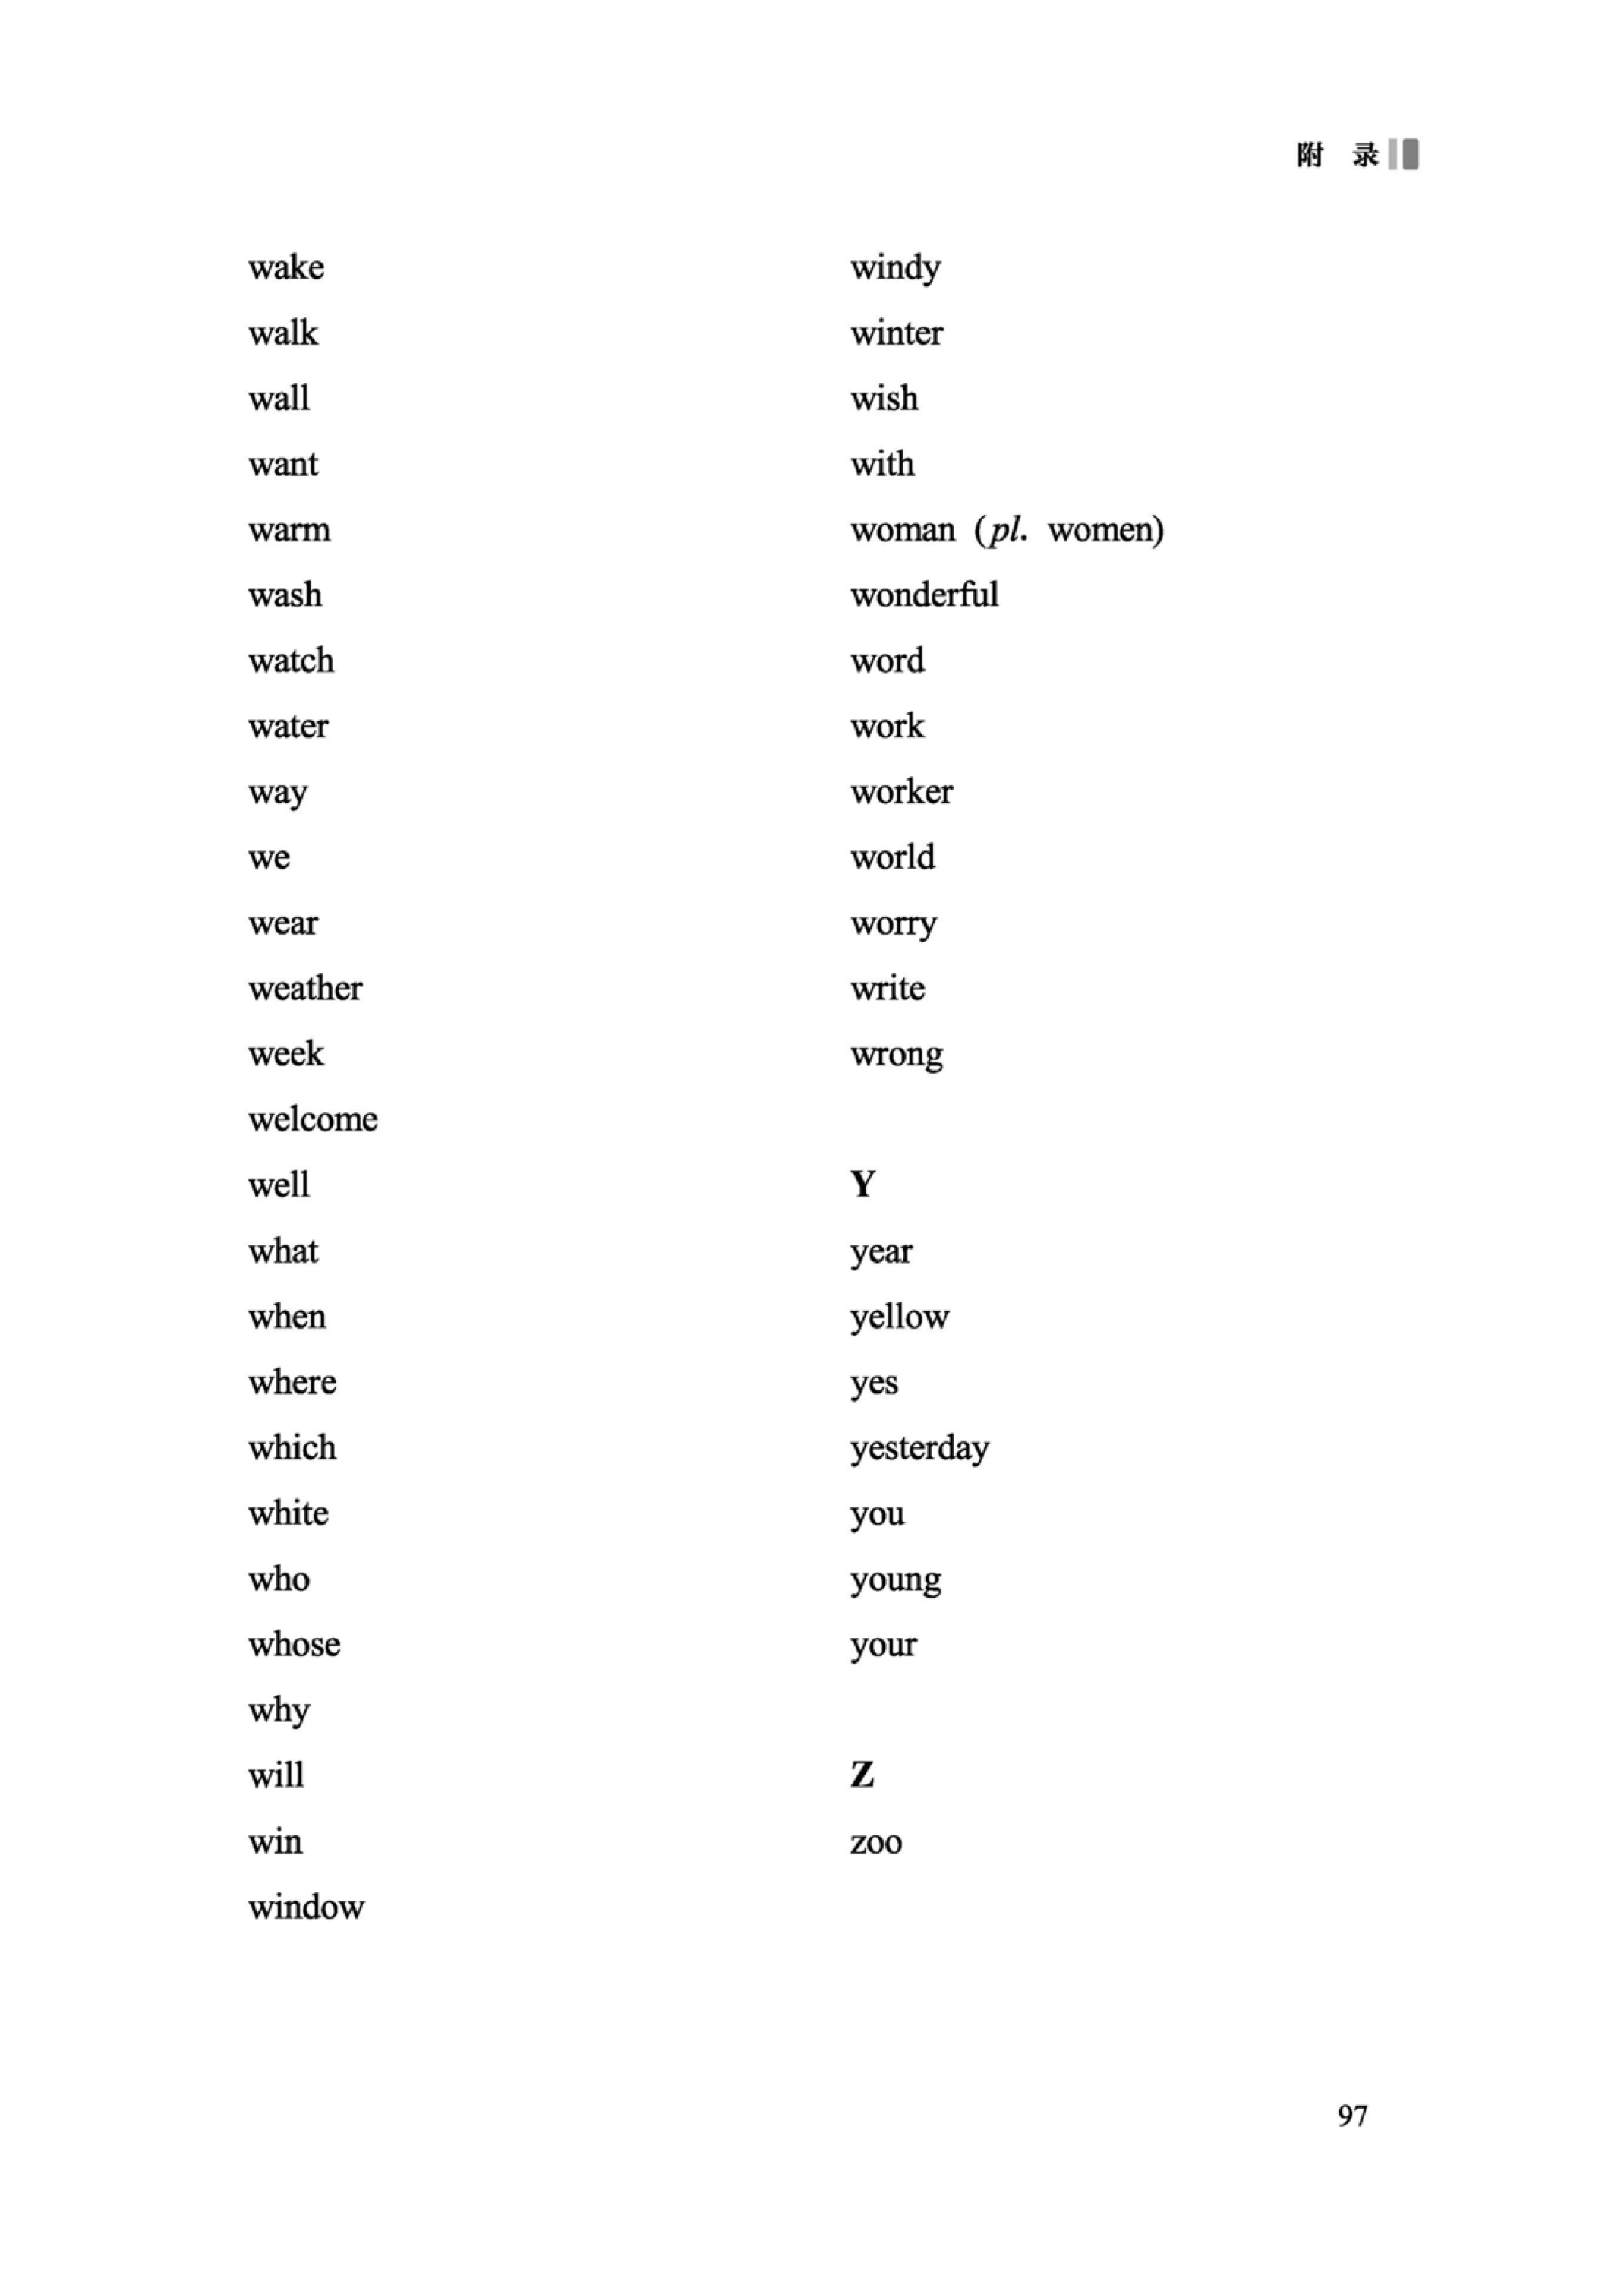 附 录
wake
walk
wall
want
warm
wash
watch
water
way
we
wear
weather
week
welcome
well
what
when
where
which
white
who
whose
why
will
win
window
windy
winter
wish
with
woman (pl. women)
wonderful
word
work
worker
world
worry
write
wrong
Y
year
yellow
yes
yesterday
you
young
your
Z
zoo
97